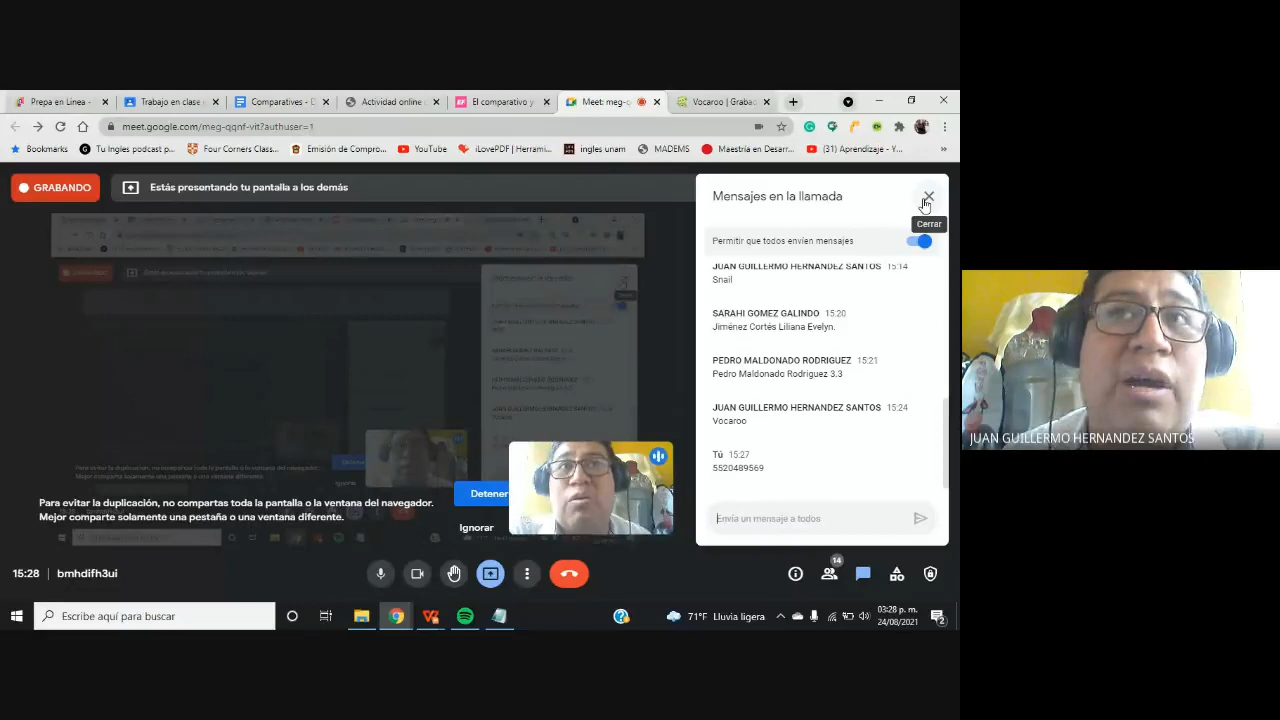 Prepa en Linea -
Trabajo en clase
Comparatives - D
Actividad online
El comparativo y
Meet: meg-q
Vocaroo | Grabad
meet.google.com/meg-qqnf-vit?authuser=1
Bookmarks
Tu Ingles podcast p...
Four Corners Class...
Emisión de Compro...
YouTube
iLovePDF | Herrami...
ingles unam
MADEMS
Maestría en Desarr...
(31) Aprendizaje - Y...
GRABANDO
Estás presentando tu pantalla a los demás
Mensajes en la llamada
Cerrar
Permitir que todos envíen mensajes
JUAN GUILLERMO HERNANDEZ SANTOS 15:14
Snail
SARAHI GOMEZ GALINDO 15:20
Jiménez Cortés Liliana Evelyn.
PEDRO MALDONADO RODRIGUEZ 15:21
Pedro Maldonado Rodriguez 3.3
JUAN GUILLERMO HERNANDEZ SANTOS 15:24
Vocaroo
Tú 15:27
5520489569
Envía un mensaje a todos
Para evitar la duplicación, no compartas toda la pantalla o la ventana del navegador.
Mejor comparte solamente una pestaña o una ventana diferente.
Detener
Ignorar
JUAN GUILLERMO HERNANDEZ SANTOS
15:28 | bmhdifh3ui
14
Escribe aquí para buscar
71°F Lluvia ligera
03:28 p. m.
24/08/2021
2